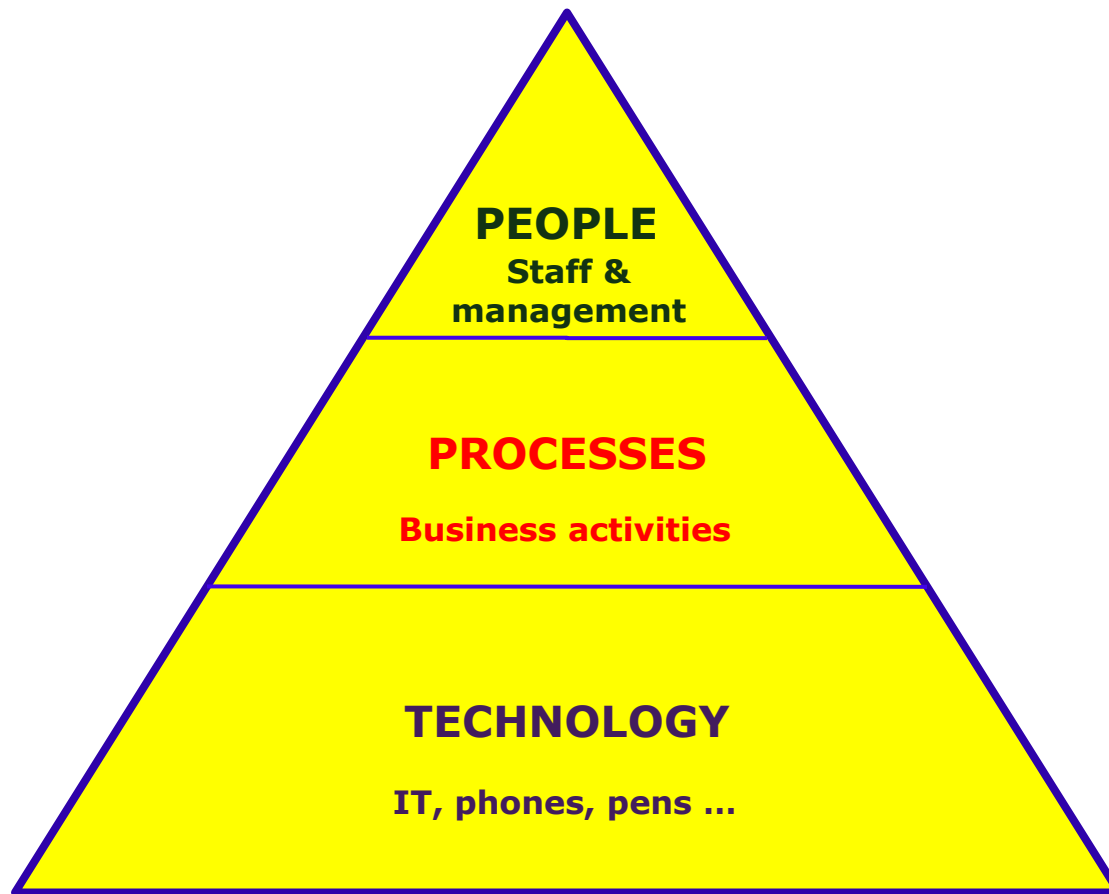 PEOPLE
Staff &
management
PROCESSES
Business activities
TECHNOLOGY
IT, phones, pens ...